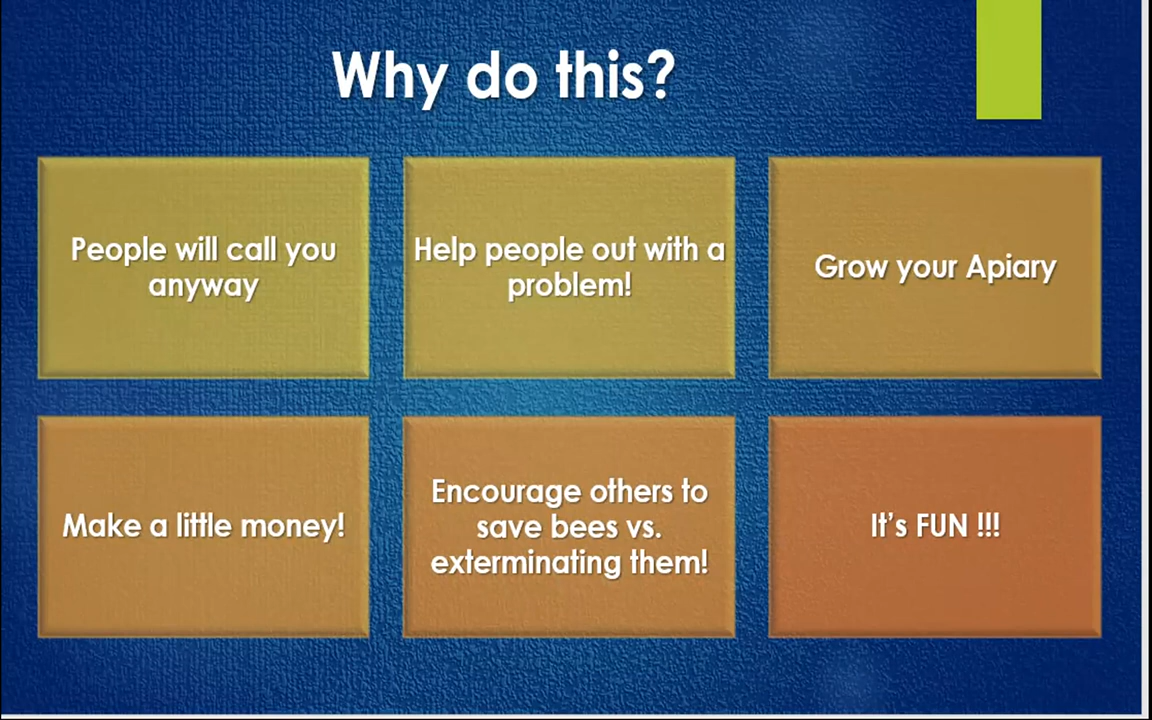 Why do this?
People will call you
anyway
Help people out with a
problem!
Grow your Apiary
Make a little money!
Encourage others to
save bees vs.
exterminating them!
It’s FUN !!!